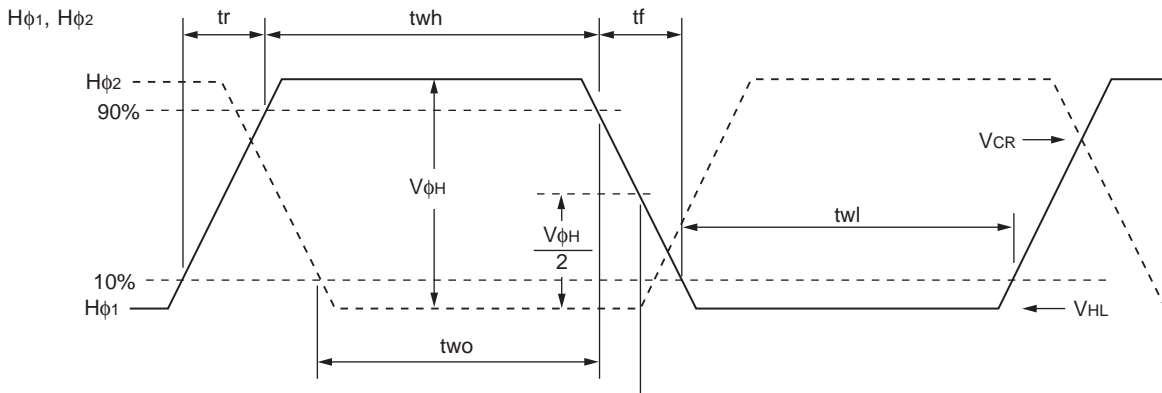 Hϕ1, Hϕ2
tr
twh
tf
Hϕ2
90%
VCR
VϕH
VϕH
2
twl
10%
Hϕ1
VHL
two